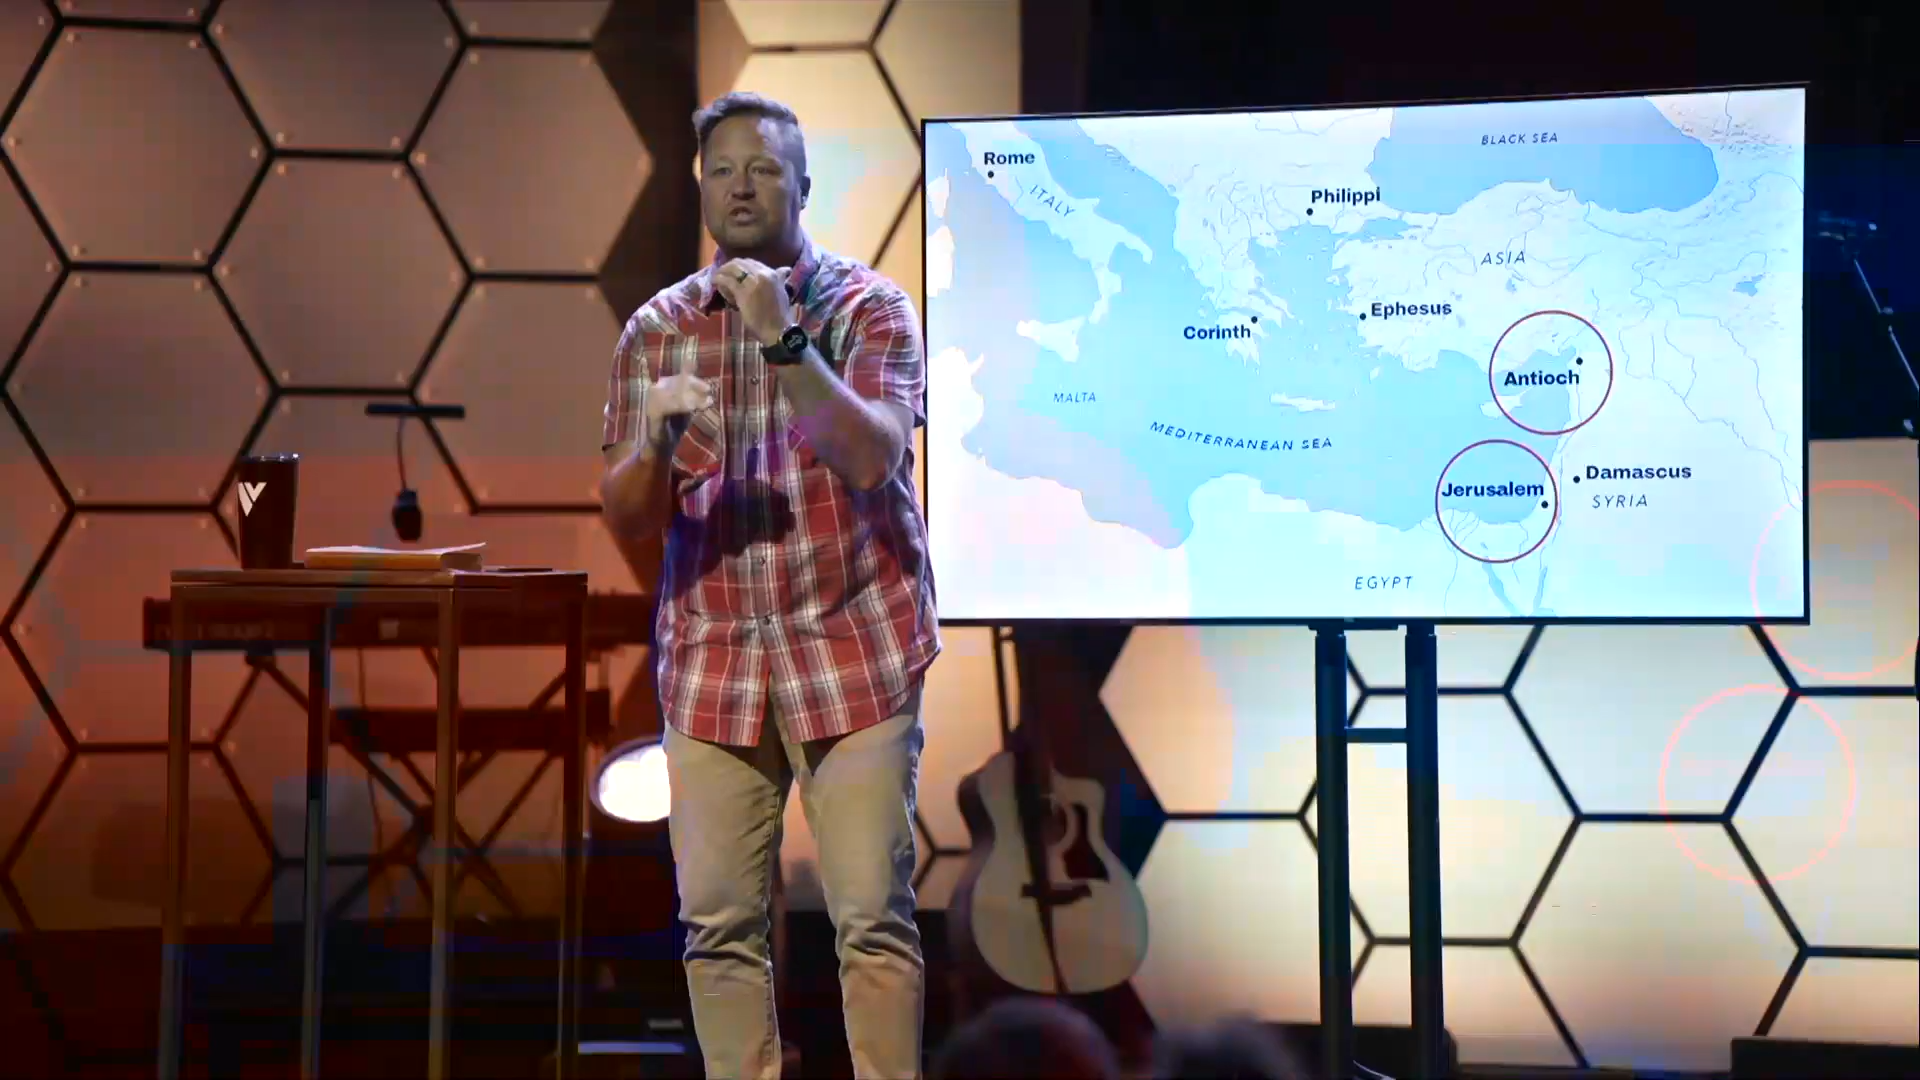 BLACK SEA
Rome
ITALY
Philippi
ASIA
Ephesus
Corinth
Antioch
MALTA
MEDITERRANEAN SEA
Damascus
Jerusalem
SYRIA
EGYPT